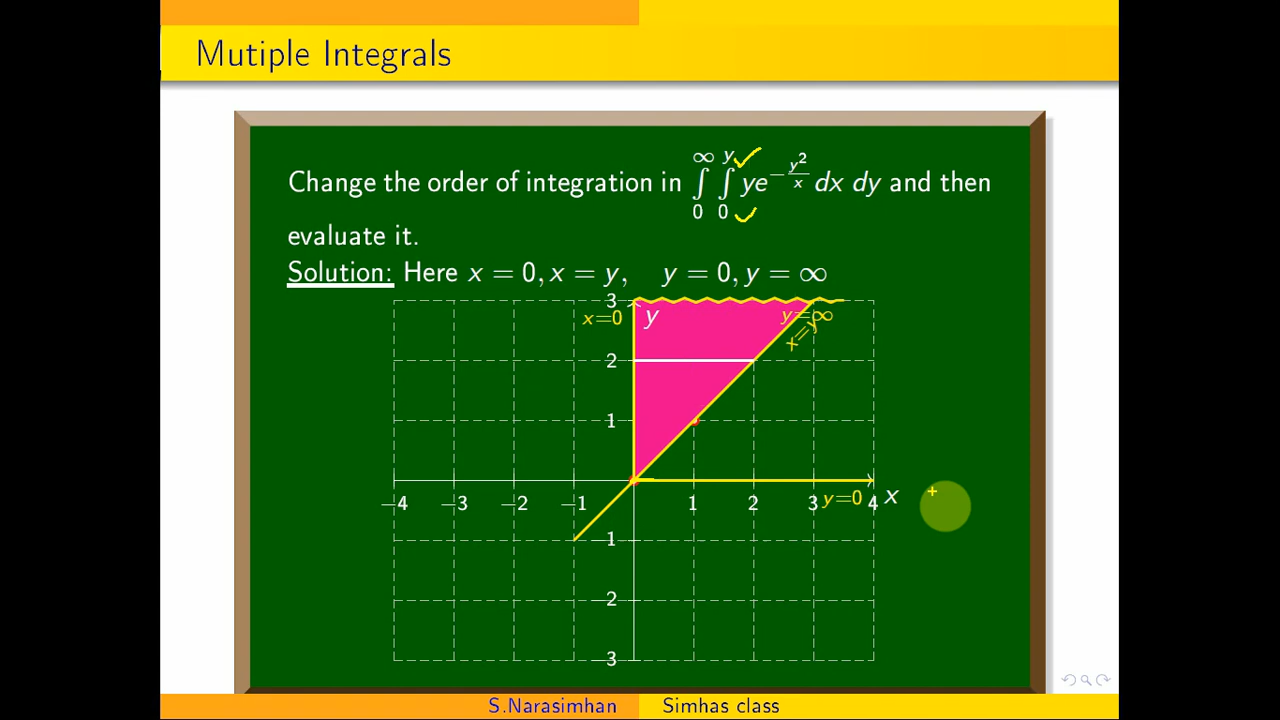 Mutiple Integrals
Change the order of integration in ∫₀^∞ ∫₀^y ye^{−y²/x} dx dy and then
evaluate it.
Solution: Here x = 0, x = y, y = 0, y = ∞
3
x=0
y
y=∞
x=y
2
1
−4 −3 −2 −1 1 2 3 y=0 4 x
−1
−2
−3
S.Narasimhan Simhas class